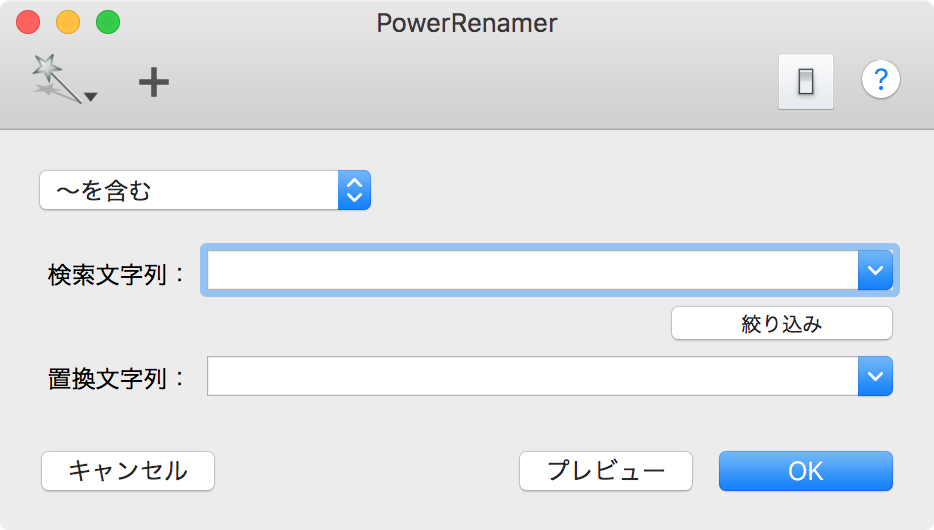 PowerRenamer
?
〜を含む
検索文字列：
絞り込み
置換文字列：
キャンセル プレビュー OK